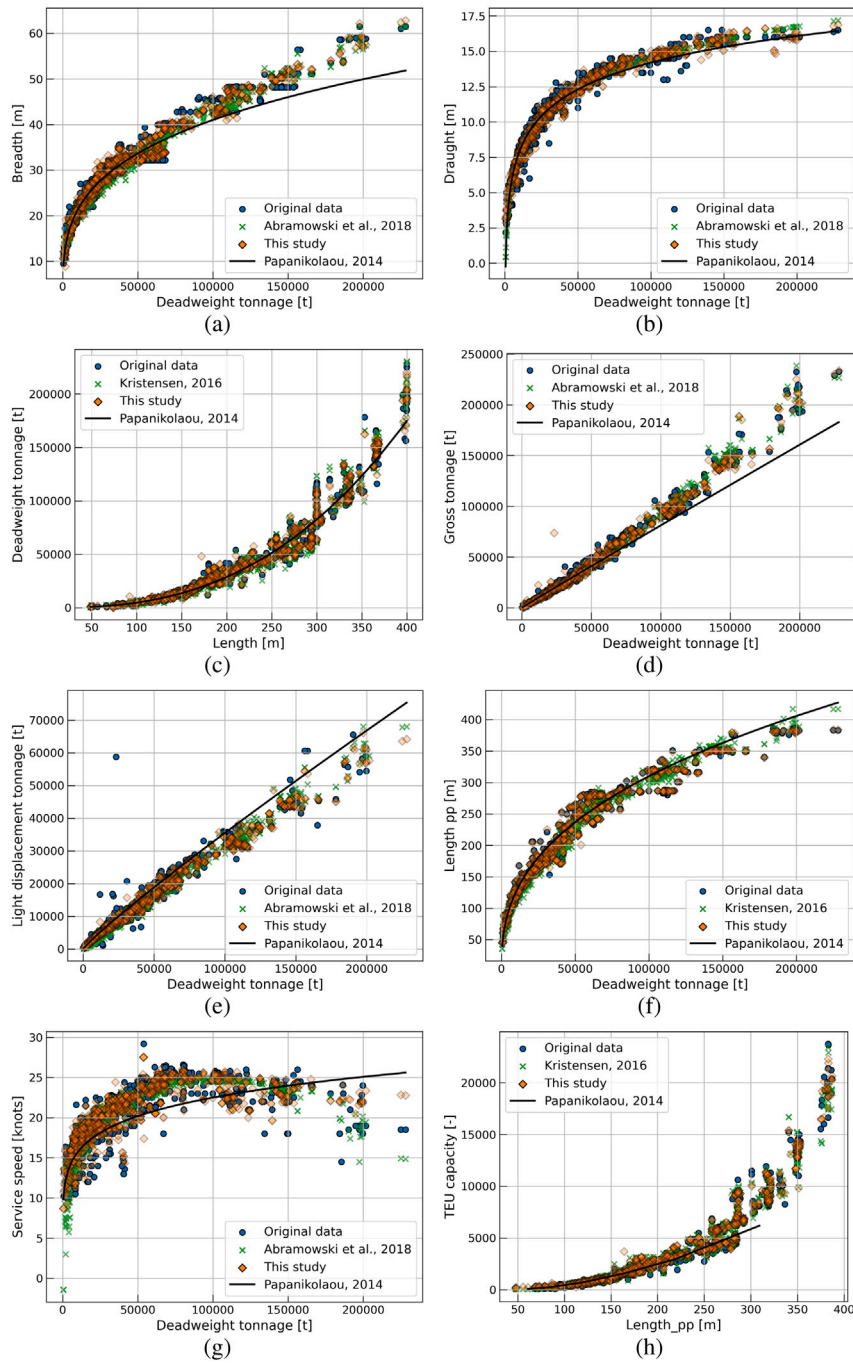 60
50
40
30
20
10
Breadth [m]
Original data
Abramowski et al., 2018
This study
Papanikolaou, 2014
0 50000 100000 150000 200000
Deadweight tonnage [t]
(a)
17.5
15.0
12.5
10.0
7.5
5.0
2.5
0.0
Draught [m]
Original data
Abramowski et al., 2018
This study
Papanikolaou, 2014
0 50000 100000 150000 200000
Deadweight tonnage [t]
(b)
200000
150000
100000
50000
0
Deadweight tonnage [t]
Original data
Kristensen, 2016
This study
Papanikolaou, 2014
50 100 150 200 250 300 350 400
Length [m]
(c)
250000
200000
150000
100000
50000
0
Gross tonnage [t]
Original data
Abramowski et al., 2018
This study
Papanikolaou, 2014
0 50000 100000 150000 200000
Deadweight tonnage [t]
(d)
70000
60000
50000
40000
30000
20000
10000
0
Light displacement tonnage [t]
Original data
Abramowski et al., 2018
This study
Papanikolaou, 2014
0 50000 100000 150000 200000
Deadweight tonnage [t]
(e)
400
350
300
250
200
150
100
50
Length pp [m]
Original data
Kristensen, 2016
This study
Papanikolaou, 2014
0 50000 100000 150000 200000
Deadweight tonnage [t]
(f)
30
25
20
15
10
5
0
Service speed [knots]
Original data
Abramowski et al., 2018
This study
Papanikolaou, 2014
0 50000 100000 150000 200000
Deadweight tonnage [t]
(g)
20000
15000
10000
5000
0
TEU capacity [-]
Original data
Kristensen, 2016
This study
Papanikolaou, 2014
50 100 150 200 250 300 350 400
Length_pp [m]
(h)